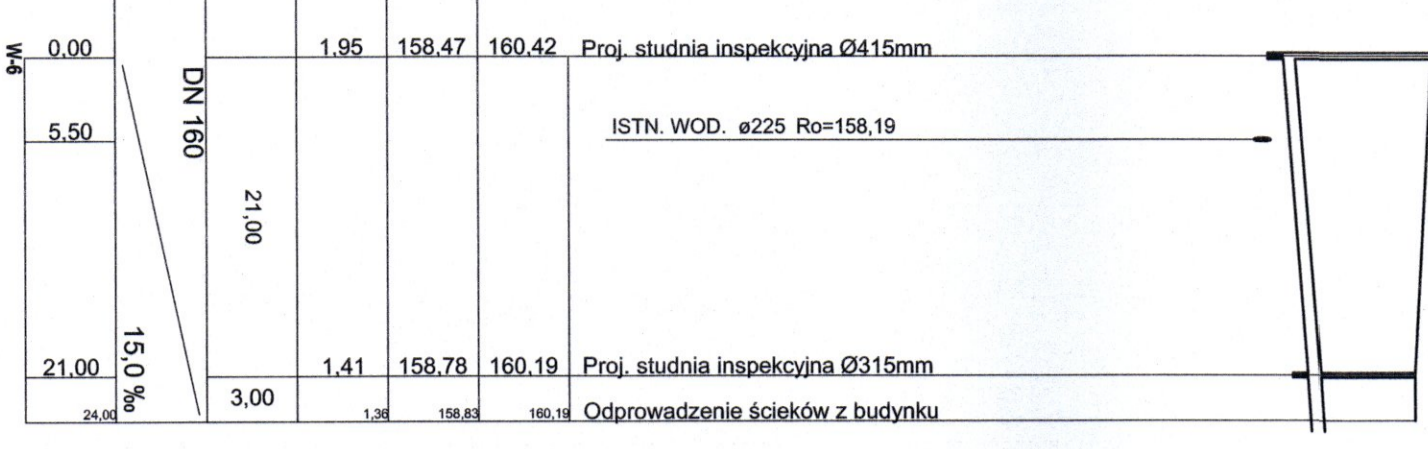 W-6
0,00 1,95 158,47 160,42 Proj. studnia inspekcyjna Ø415mm
DN 160
5,50 ISTN. WOD. ø225 Ro=158,19
21,00
15,0 ‰
21,00 1,41 158,78 160,19 Proj. studnia inspekcyjna Ø315mm
3,00
24,00 1,36 158,83 160,19 Odprowadzenie ścieków z budynku